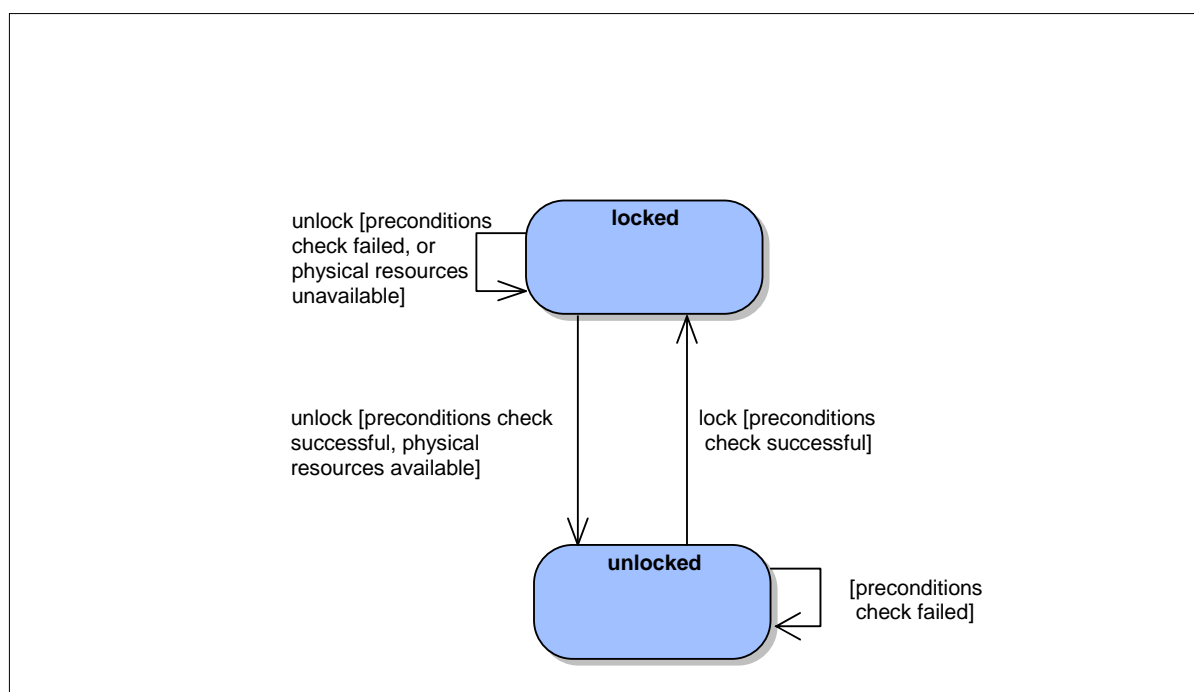 locked
unlock [preconditions
check failed, or
physical resources
unavailable]
unlock [preconditions check
successful, physical
resources available]
lock [preconditions
check successful]
unlocked
[preconditions
check failed]